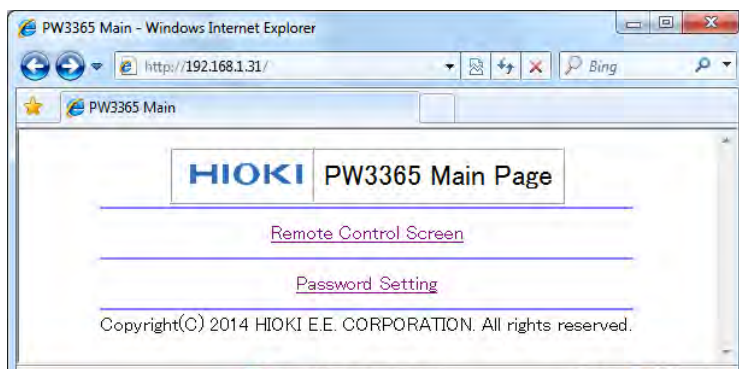 PW3365 Main - Windows Internet Explorer
http://192.168.1.31/
Bing
PW3365 Main
HIOKI PW3365 Main Page
Remote Control Screen
Password Setting
Copyright(C) 2014 HIOKI E.E. CORPORATION. All rights reserved.